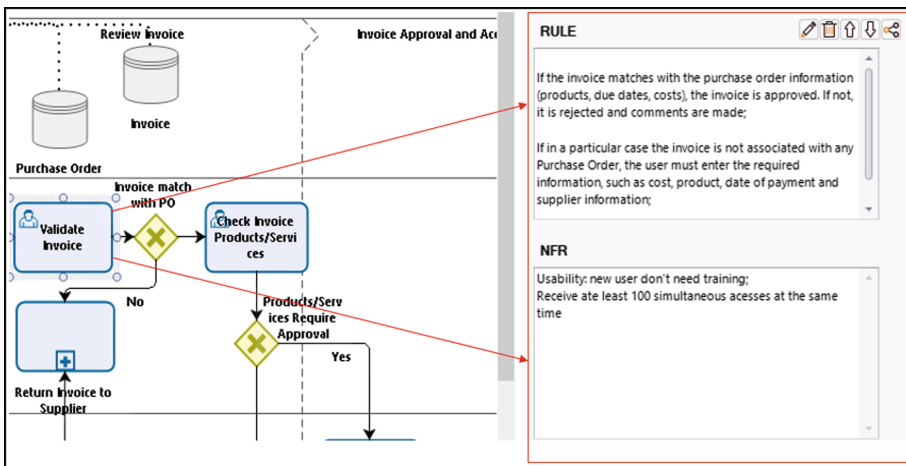 Review Invoice
Invoice Approval and Acc
Invoice
Purchase Order
Invoice match
with PO
Validate
Invoice
Check Invoice
Products/Servi
ces
No
Products/Serv
ices Require
Approval
Yes
Return Invoice to
Supplier
RULE
If the invoice matches with the purchase order information
(products, due dates, costs), the invoice is approved. If not,
it is rejected and comments are made;
If in a particular case the invoice is not associated with any
Purchase Order, the user must enter the required
information, such as cost, product, date of payment and
supplier information;
NFR
Usability: new user don't need training;
Receive ate least 100 simultaneous acesses at the same
time